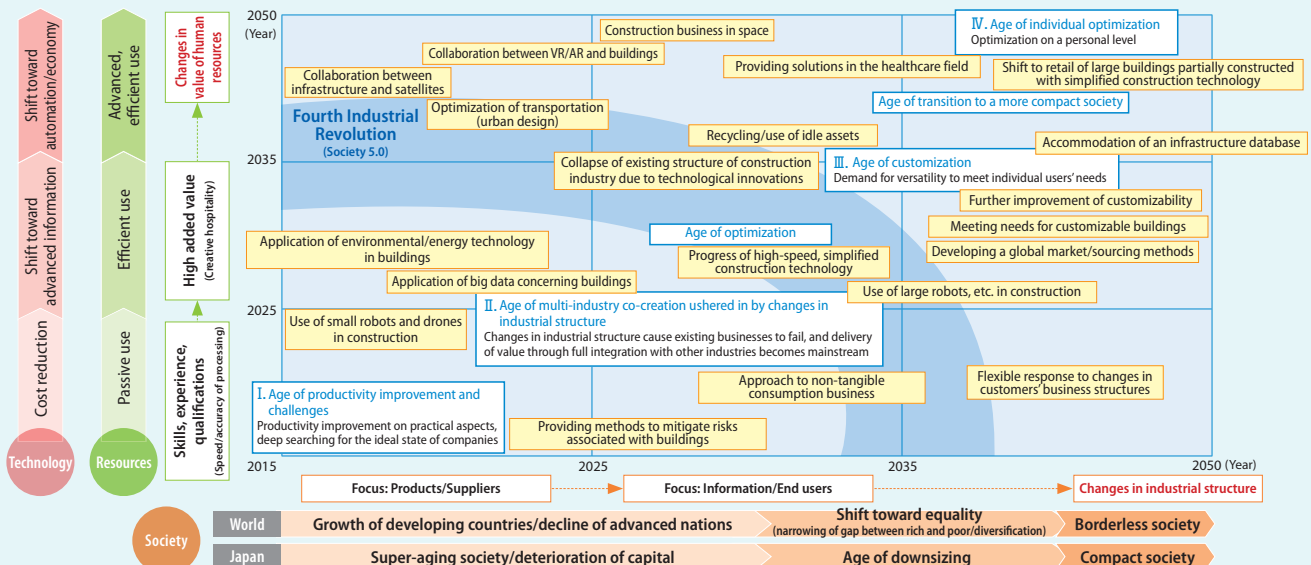 2050
(Year)
2035
2025
2015
2025
2035
2050 (Year)
Shift toward
automation/economy
Shift toward
advanced information
Cost reduction
Technology
Advanced,
efficient use
Efficient use
Passive use
Resources
Changes in
value of human
resources
High added value
(Creative hospitality)
Skills, experience,
qualifications
(Speed/accuracy of processing)
Construction business in space
Collaboration between VR/AR and buildings
Collaboration between
infrastructure and satellites
Fourth Industrial
Revolution
(Society 5.0)
Optimization of transportation
(urban design)
Ⅳ. Age of individual optimization
Optimization on a personal level
Providing solutions in the healthcare field
Shift to retail of large buildings partially constructed
with simplified construction technology
Age of transition to a more compact society
Recycling/use of idle assets
Accommodation of an infrastructure database
Collapse of existing structure of construction
industry due to technological innovations
Ⅲ. Age of customization
Demand for versatility to meet individual users' needs
Further improvement of customizability
Meeting needs for customizable buildings
Developing a global market/sourcing methods
Age of optimization
Progress of high-speed, simplified
construction technology
Application of environmental/energy technology
in buildings
Application of big data concerning buildings
Use of large robots, etc. in construction
Use of small robots and drones
in construction
Ⅱ. Age of multi-industry co-creation ushered in by changes in
industrial structure
Changes in industrial structure cause existing businesses to fail, and delivery
of value through full integration with other industries becomes mainstream
Approach to non-tangible
consumption business
Flexible response to changes in
customers' business structures
Ⅰ. Age of productivity improvement and
challenges
Productivity improvement on practical aspects,
deep searching for the ideal state of companies
Providing methods to mitigate risks
associated with buildings
Focus: Products/Suppliers
Focus: Information/End users
Changes in industrial structure
Society
World
Growth of developing countries/decline of advanced nations
Shift toward equality
(narrowing of gap between rich and poor/diversification)
Borderless society
Japan
Super-aging society/deterioration of capital
Age of downsizing
Compact society